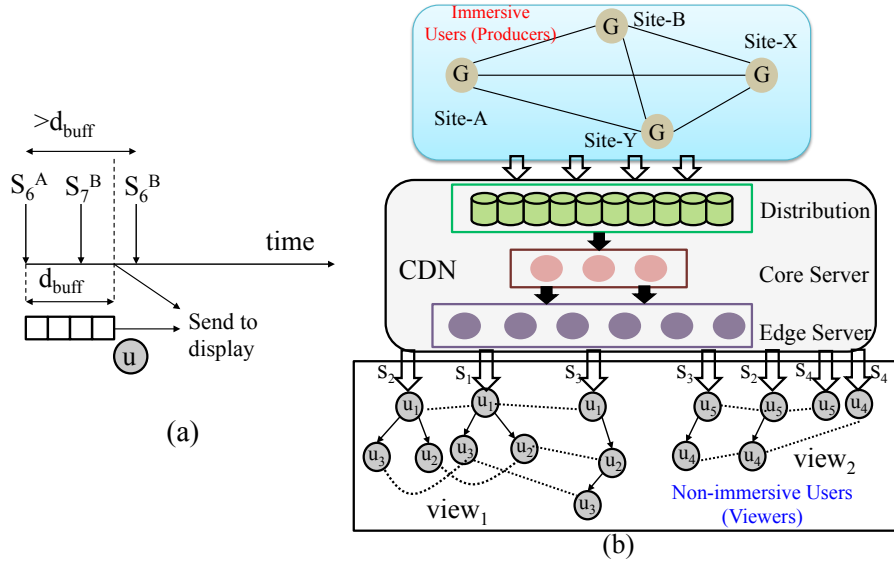 >d_buff
S_6^A S_7^B S_6^B
time
d_buff
Send to
display
u
(a)
Immersive
Users (Producers)
Site-B
Site-X
G
G
G
Site-A
Site-Y
G
Distribution
CDN
Core Server
Edge Server
S_2 S_1 S_3 S_3 S_2 S_4 S_4
u_1 u_1 u_1 u_5 u_5 u_5 u_4
u_3 u_2 u_3 u_2 u_2 u_4 u_4
u_3
view_1
view_2
Non-immersive Users
(Viewers)
(b)